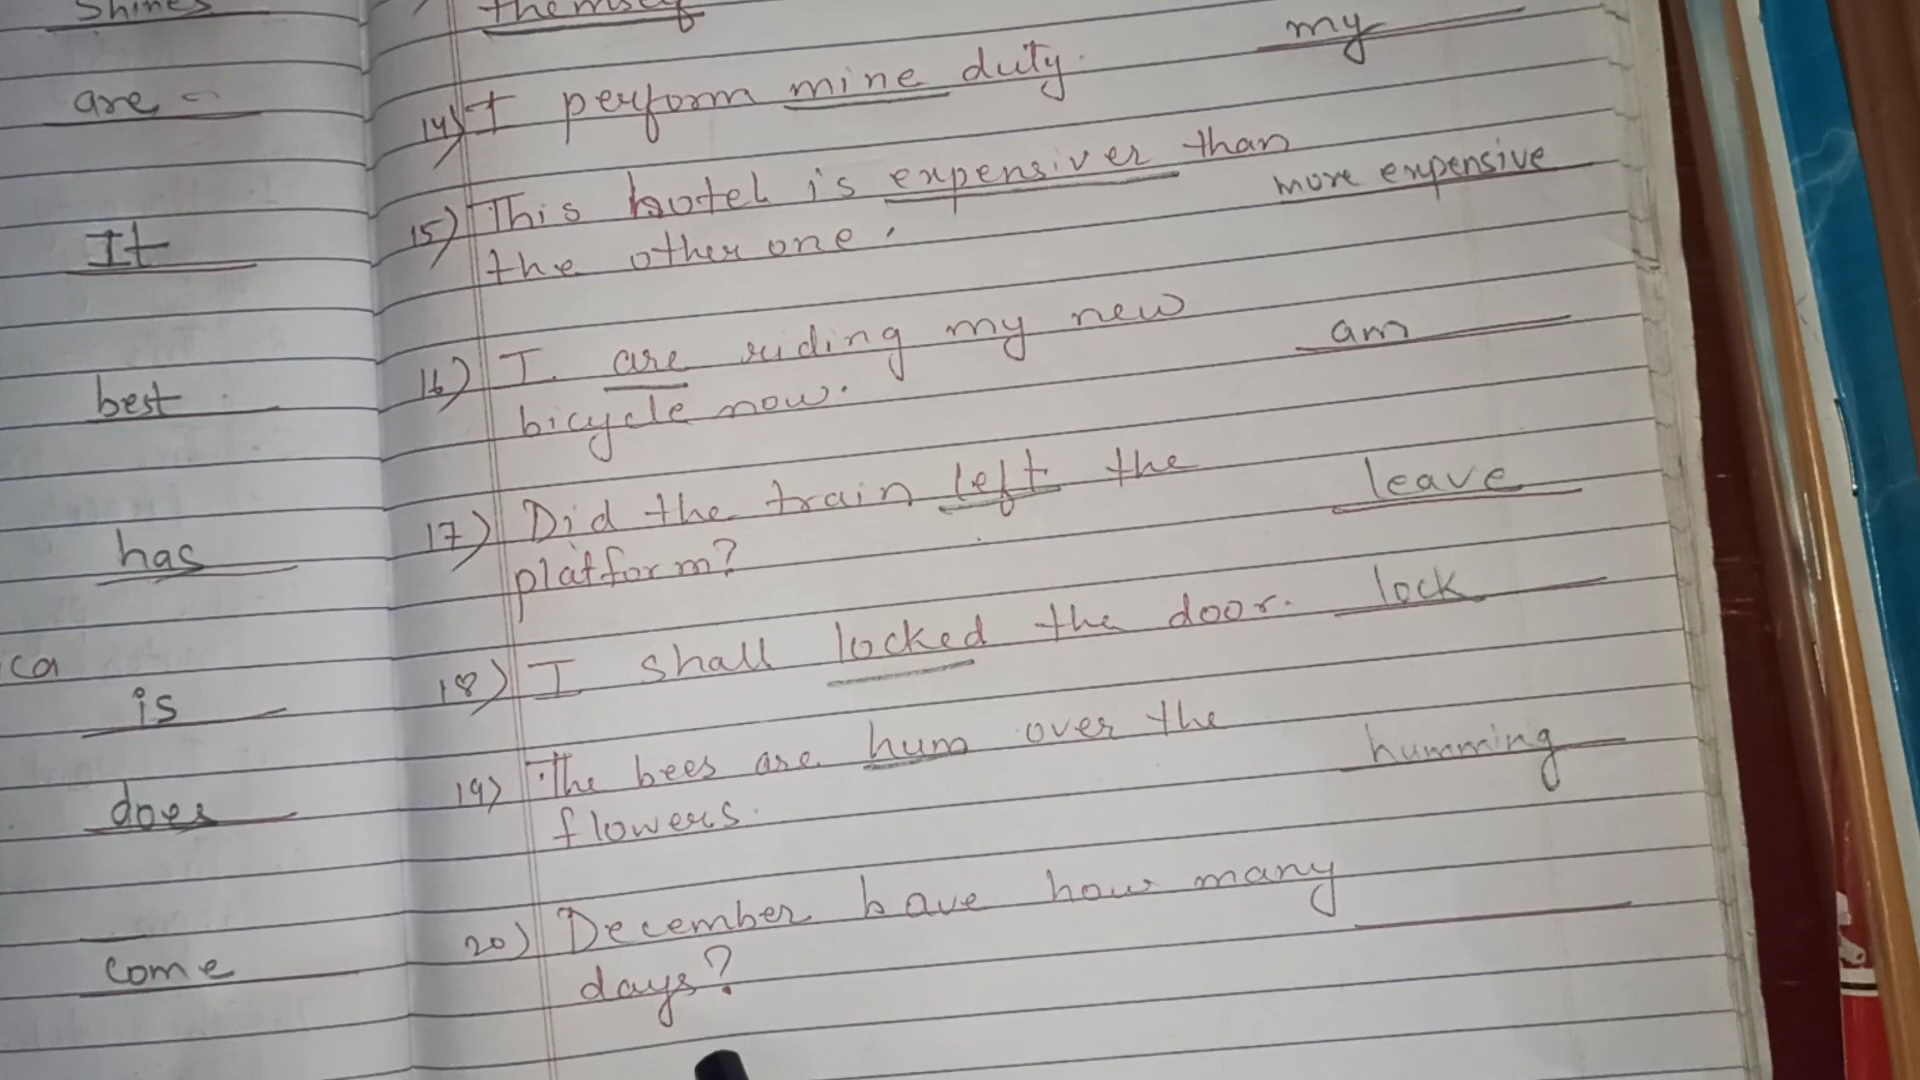 shines
are
It
best
has
ca
is
does
come
themself
my
14) I perform mine duty.
15) This hotel is expensiver than
the other one.
more expensive
16) I are riding my new
bicycle now.
am
17) Did the train left the
platform?
leave
18) I shall locked the door.
lock
19) The bees are hum over the
flowers.
humming
20) December have how many
days?